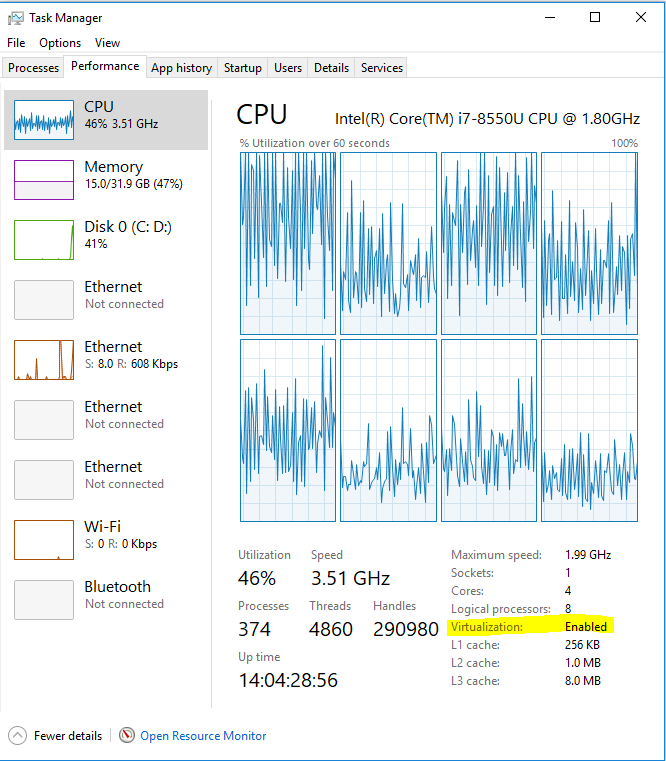 Task Manager
File Options View
Processes Performance App history Startup Users Details Services
CPU
46% 3.51 GHz
Memory
15.0/31.9 GB (47%)
Disk 0 (C: D:)
41%
Ethernet
Not connected
Ethernet
S: 8.0 R: 608 Kbps
Ethernet
Not connected
Ethernet
Not connected
Wi-Fi
S: 0 R: 0 Kbps
Bluetooth
Not connected
CPU Intel(R) Core(TM) i7-8550U CPU @ 1.80GHz
% Utilization over 60 seconds 100%
Utilization Speed
46% 3.51 GHz
Processes Threads Handles
374 4860 290980
Up time
14:04:28:56
Maximum speed: 1.99 GHz
Sockets: 1
Cores: 4
Logical processors: 8
Virtualization: Enabled
L1 cache: 256 KB
L2 cache: 1.0 MB
L3 cache: 8.0 MB
Fewer details Open Resource Monitor